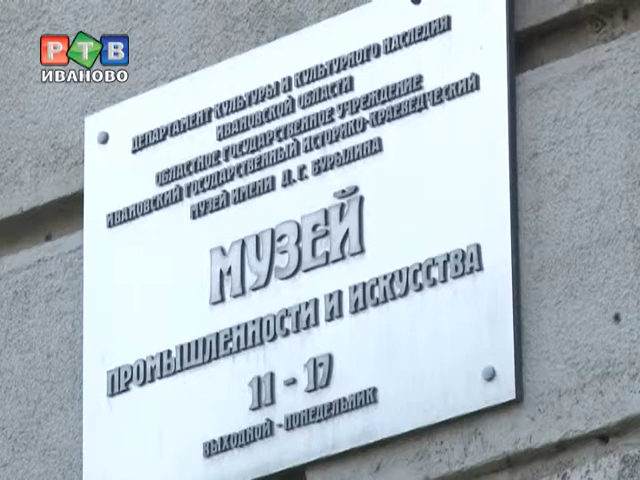 РТВ
ИВАНОВО
ДЕПАРТАМЕНТ КУЛЬТУРЫ И КУЛЬТУРНОГО НАСЛЕДИЯ
ИВАНОВСКОЙ ОБЛАСТИ
ОБЛАСТНОЕ ГОСУДАРСТВЕННОЕ УЧРЕЖДЕНИЕ
ИВАНОВСКИЙ ГОСУДАРСТВЕННЫЙ ИСТОРИКО-КРАЕВЕДЧЕСКИЙ
МУЗЕЙ ИМЕНИ Д. Г. БУРЫЛИНА
МУЗЕЙ
ПРОМЫШЛЕННОСТИ И ИСКУССТВА
11 - 17
ВЫХОДНОЙ - ПОНЕДЕЛЬНИК